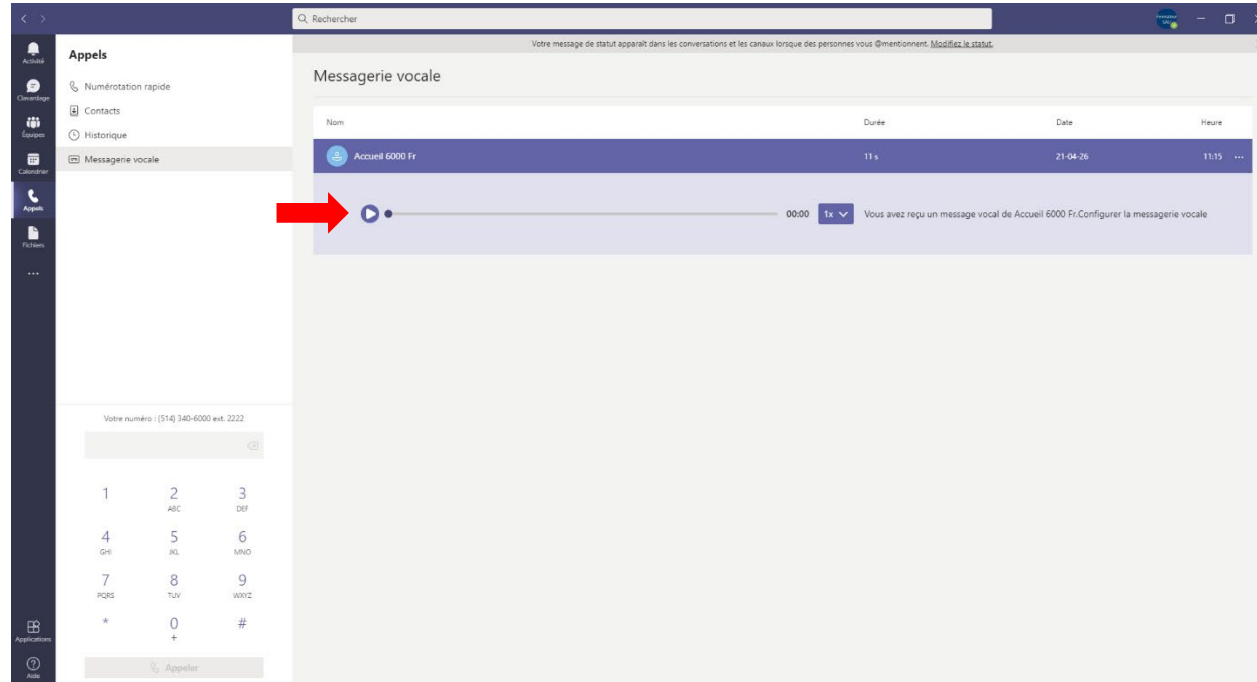 Rechercher
Activité
Clavardage
Équipes
Calendrier
Appels
Fichiers
Applications
Aide
Appels
Numérotation rapide
Contacts
Historique
Messagerie vocale
Votre numéro : (514) 340-6000 ext. 2222
1 2 3
ABC DEF
4 5 6
GHI JKL MNO
7 8 9
PQRS TUV WXYZ
* 0 #
+
Appeler
Votre message de statut apparaît dans les conversations et les canaux lorsque des personnes vous @mentionnent. Modifiez le statut.
Messagerie vocale
Nom Durée Date Heure
Accueil 6000 Fr 11 s 21-04-26 11:15 ...
00:00 1x Vous avez reçu un message vocal de Accueil 6000 Fr.Configurer la messagerie vocale